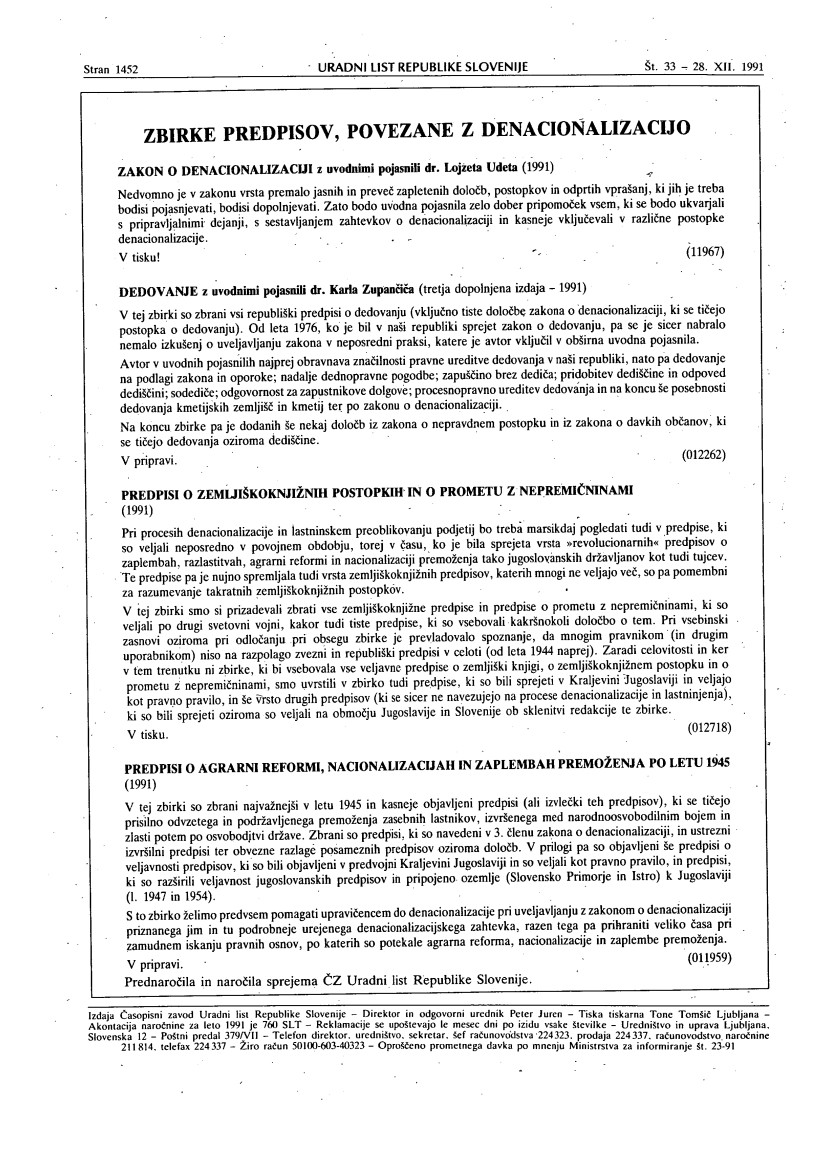 Stran 1452 URADNI LIST REPUBLIKE SLOVENIJE Št. 33 – 28. XII. 1991
ZBIRKE PREDPISOV, POVEZANE Z DENACIONALIZACIJO
ZAKON O DENACIONALIZACIJI z uvodnimi pojasnili dr. Lojzeta Udeta (1991)
Nedvomno je v zakonu vrsta premalo jasnih in preveč zapletenih določb, postopkov in odprtih vprašanj, ki jih je treba
bodisi pojasnjevati, bodisi dopolnjevati. Zato bodo uvodna pojasnila zelo dober pripomoček vsem, ki se bodo ukvarjali
s pripravljalnimi dejanji, s sestavljanjem zahtevkov o denacionalizaciji in kasneje vključevali v različne postopke
denacionalizacije.
V tisku! (11967)
DEDOVANJE z uvodnimi pojasnili dr. Karla Zupančiča (tretja dopolnjena izdaja – 1991)
V tej zbirki so zbrani vsi republiški predpisi o dedovanju (vključno tiste določbe zakona o denacionalizaciji, ki se tičejo
postopka o dedovanju). Od leta 1976, ko je bil v naši republiki sprejet zakon o dedovanju, pa se je sicer nabralo
nemalo izkušenj o uveljavljanju zakona v neposredni praksi, katere je avtor vključil v obširna uvodna pojasnila.
Avtor v uvodnih pojasnilih najprej obravnava značilnosti pravne ureditve dedovanja v naši republiki, nato pa dedovanje
na podlagi zakona in oporoke; nadalje dednopravne pogodbe; zapuščino brez dediča; pridobitev dediščine in odpoved
dediščini; sodediče; odgovornost za zapustnikove dolgove; procesnopravno ureditev dedovanja in na koncu še posebnosti
dedovanja kmetijskih zemljišč in kmetij ter po zakonu o denacionalizaciji.
Na koncu zbirke pa je dodanih še nekaj določb iz zakona o nepravdnem postopku in iz zakona o davkih občanov, ki
se tičejo dedovanja oziroma dediščine.
V pripravi. (012262)
PREDPISI O ZEMLJIŠKOKNJIŽNIH POSTOPKIH IN O PROMETU Z NEPREMIČNINAMI
(1991)
Pri procesih denacionalizacije in lastninskem preoblikovanju podjetij bo treba marsikdaj pogledati tudi v predpise, ki
so veljali neposredno v povojnem obdobju, torej v času, ko je bila sprejeta vrsta »revolucionarnih« predpisov o
zaplembah, razlastitvah, agrarni reformi in nacionalizaciji premoženja tako jugoslovanskih državljanov kot tudi tujcev.
Te predpise pa je nujno spremljala tudi vrsta zemljiškoknjižnih predpisov, katerih mnogi ne veljajo več, so pa pomembni
za razumevanje takratnih zemljiškoknjižnih postopkov.
V tej zbirki smo si prizadevali zbrati vse zemljiškoknjižne predpise in predpise o prometu z nepremičninami, ki so
veljali po drugi svetovni vojni, kakor tudi tiste predpise, ki so vsebovali kakršnokoli določbo o tem. Pri vsebinski
zasnovi oziroma pri odločanju pri obsegu zbirke je prevladovalo spoznanje, da mnogim pravnikom (in drugim
uporabnikom) niso na razpolago zvezni in republiški predpisi v celoti (od leta 1944 naprej). Zaradi celovitosti in ker
v tem trenutku ni zbirke, ki bi vsebovala vse veljavne predpise o zemljiški knjigi, o zemljiškoknjižnem postopku in o
prometu z nepremičninami, smo uvrstili v zbirko tudi predpise, ki so bili sprejeti v Kraljevini Jugoslaviji in veljajo
kot pravno pravilo, in še vrsto drugih predpisov (ki se sicer ne navezujejo na procese denacionalizacije in lastninjenja),
ki so bili sprejeti oziroma so veljali na območju Jugoslavije in Slovenije ob sklenitvi redakcije te zbirke.
V tisku. (012718)
PREDPISI O AGRARNI REFORMI, NACIONALIZACIJAH IN ZAPLEMBAH PREMOŽENJA PO LETU 1945
(1991)
V tej zbirki so zbrani najvažnejši v letu 1945 in kasneje objavljeni predpisi (ali izvlečki teh predpisov), ki se tičejo
prisilno odvzetega in podržavljenega premoženja zasebnih lastnikov, izvršenega med narodnoosvobodilnim bojem in
zlasti potem po osvoboditvi države. Zbrani so predpisi, ki so navedeni v 3. členu zakona o denacionalizaciji, in ustrezni
izvršilni predpisi ter obvezne razlage posameznih predpisov oziroma določb. V prilogi pa so objavljeni še predpisi o
veljavnosti predpisov, ki so bili objavljeni v predvojni Kraljevini Jugoslaviji in so veljali kot pravno pravilo, in predpisi,
ki so razširili veljavnost jugoslovanskih predpisov in pripojeno ozemlje (Slovensko Primorje in Istro) k Jugoslaviji
(l. 1947 in 1954).
S to zbirko želimo predvsem pomagati upravičencem do denacionalizacije pri uveljavljanju z zakonom o denacionalizaciji
priznanega jim in tu podrobneje urejenega denacionalizacijskega zahtevka, razen tega pa prihraniti veliko časa pri
zamudnem iskanju pravnih osnov, po katerih so potekale agrarna reforma, nacionalizacije in zaplembe premoženja.
V pripravi. (011959)
Prednaročila in naročila sprejema ČZ Uradni list Republike Slovenije.
Izdaja Časopisni zavod Uradni list Republike Slovenije – Direktor in odgovorni urednik Peter Juren – Tiska tiskarna Tone Tomšič Ljubljana –
Akontacija naročnine za leto 1991 je 760 SLT – Reklamacije se upoštevajo le mesec dni po izidu vsake številke – Uredništvo in uprava Ljubljana,
Slovenska 12 – Poštni predal 379/VII – Telefon direktor, uredništvo, sekretar, šef računovodstva 224323, prodaja 224337, računovodstvo, naročnine
211814, telefax 224337 – Žiro račun 50100-603-40323 – Oproščeno prometnega davka po mnenju Ministrstva za informiranje št. 23-91